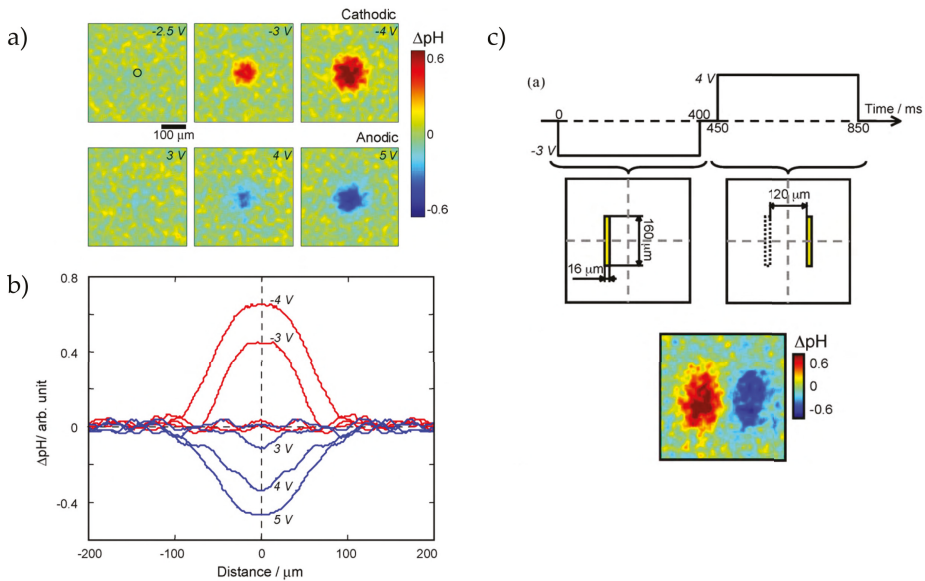 a)
Cathodic
-2.5 V
-3 V
-4 V
ΔpH
0.6
0
-0.6
100 μm
Anodic
3 V
4 V
5 V
b)
0.8
0.4
0
-0.4
ΔpH/ arb. unit
-4 V
-3 V
3 V
4 V
5 V
-200 -100 0 100 200
Distance / μm
c)
(a)
4 V
0
400
Time / ms
450
850
-3 V
160 μm
16 μm
120 μm
ΔpH
0.6
0
-0.6